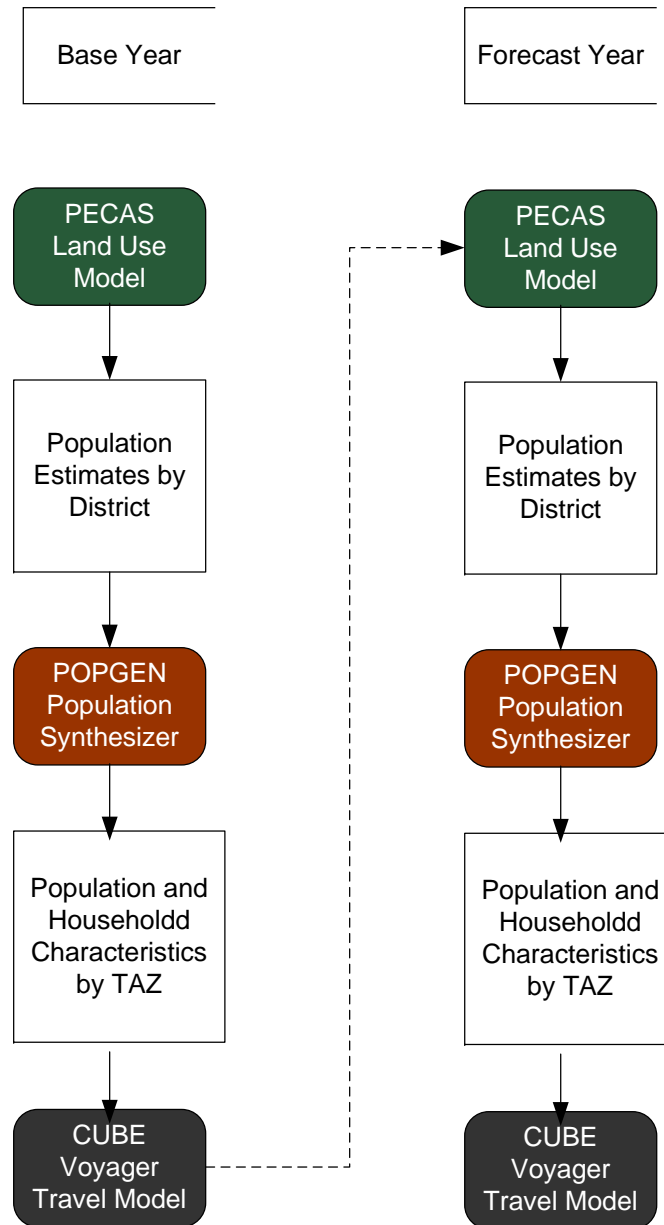 Base Year
PECAS
Land Use
Model
Population
Estimates by
District
POPGEN
Population
Synthesizer
Population and
Householdd
Characteristics
by TAZ
CUBE
Voyager
Travel Model
Forecast Year
PECAS
Land Use
Model
Population
Estimates by
District
POPGEN
Population
Synthesizer
Population and
Householdd
Characteristics
by TAZ
CUBE
Voyager
Travel Model